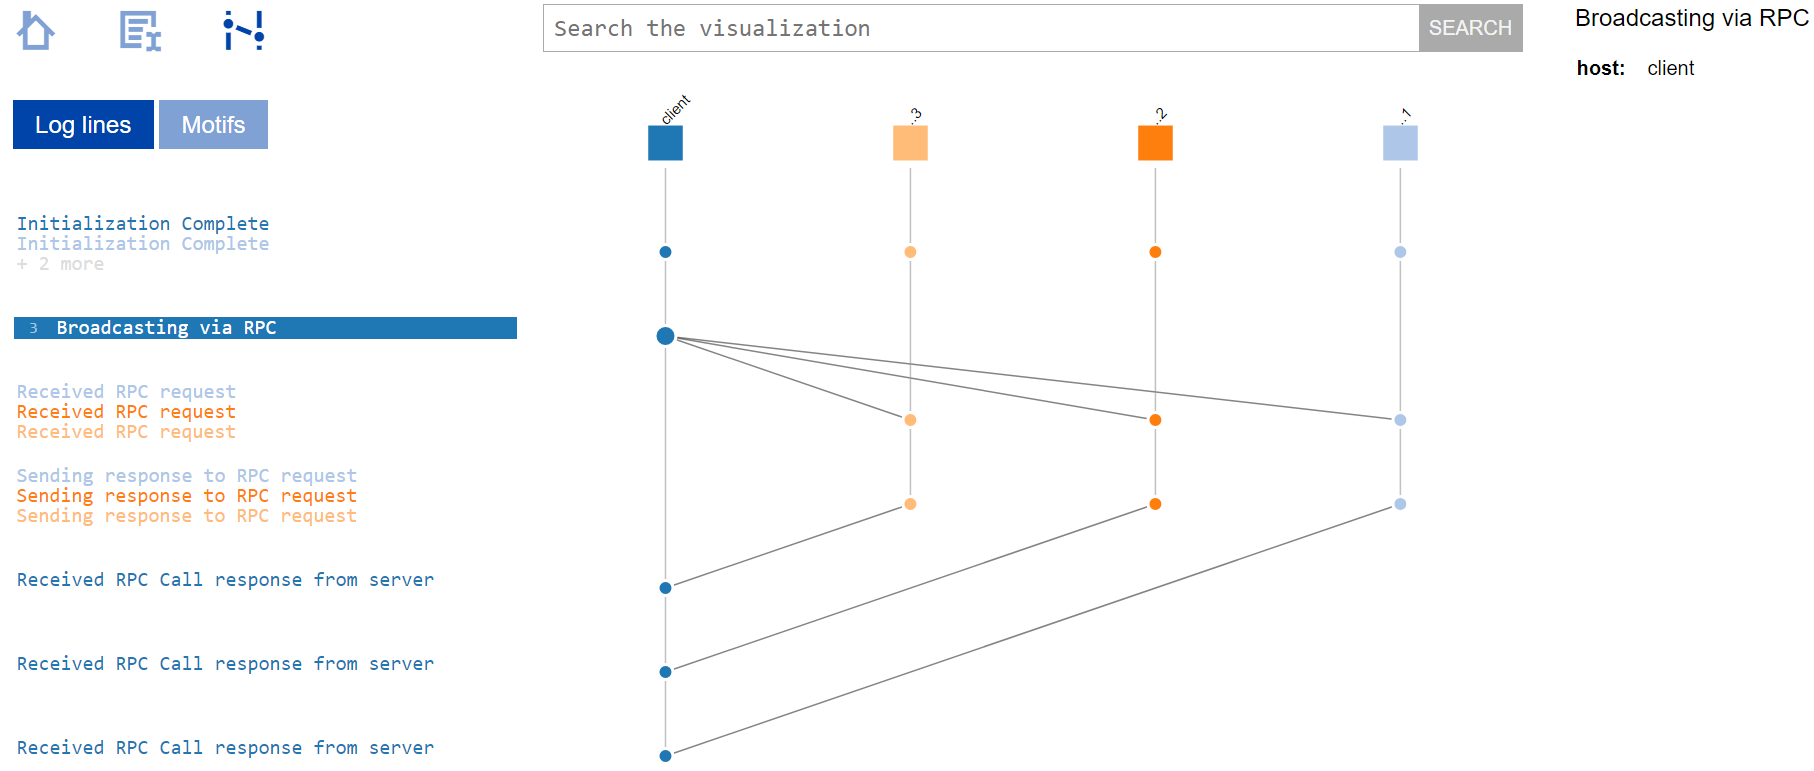 Search the visualization
SEARCH
Broadcasting via RPC
host: client
Log lines
Motifs
client
..3
..2
..1
Initialization Complete
Initialization Complete
+ 2 more
3 Broadcasting via RPC
Received RPC request
Received RPC request
Received RPC request
Sending response to RPC request
Sending response to RPC request
Sending response to RPC request
Received RPC Call response from server
Received RPC Call response from server
Received RPC Call response from server